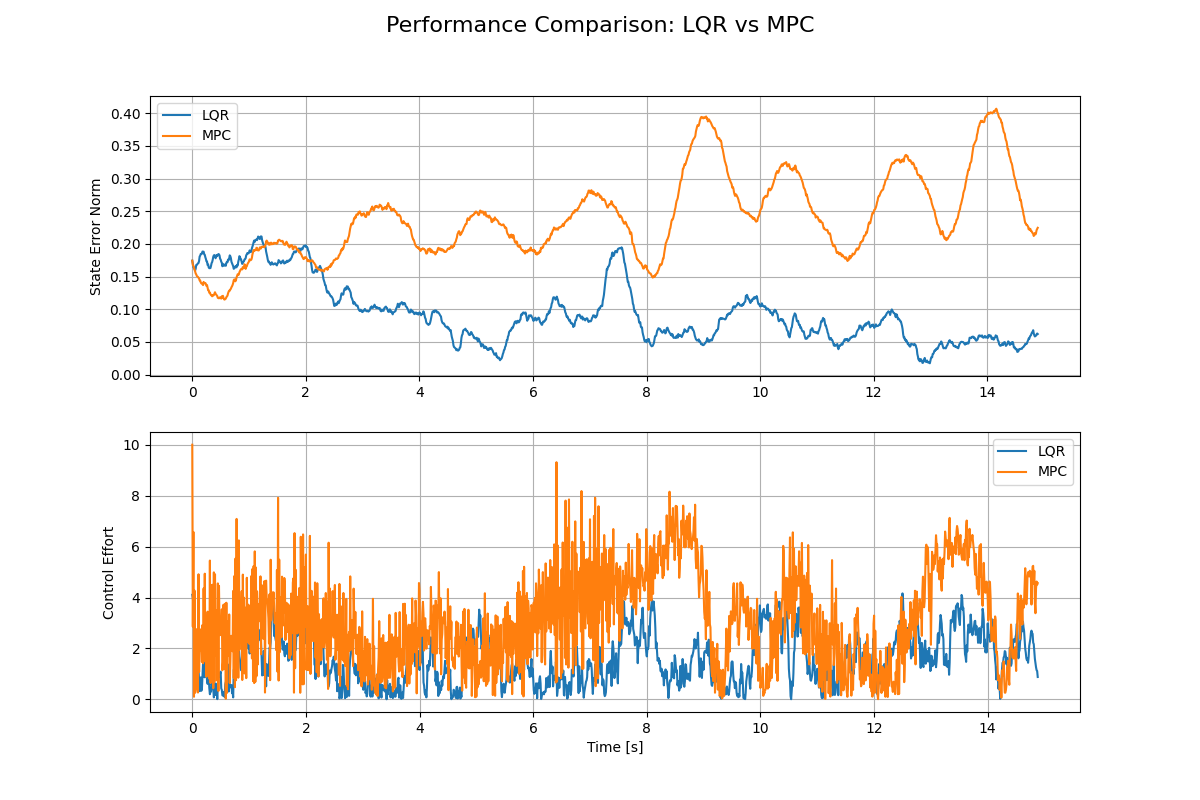 Performance Comparison: LQR vs MPC
State Error Norm
0.40
0.35
0.30
0.25
0.20
0.15
0.10
0.05
0.00
LQR
MPC
0 2 4 6 8 10 12 14
Control Effort
10
8
6
4
2
0
LQR
MPC
0 2 4 6 8 10 12 14
Time [s]